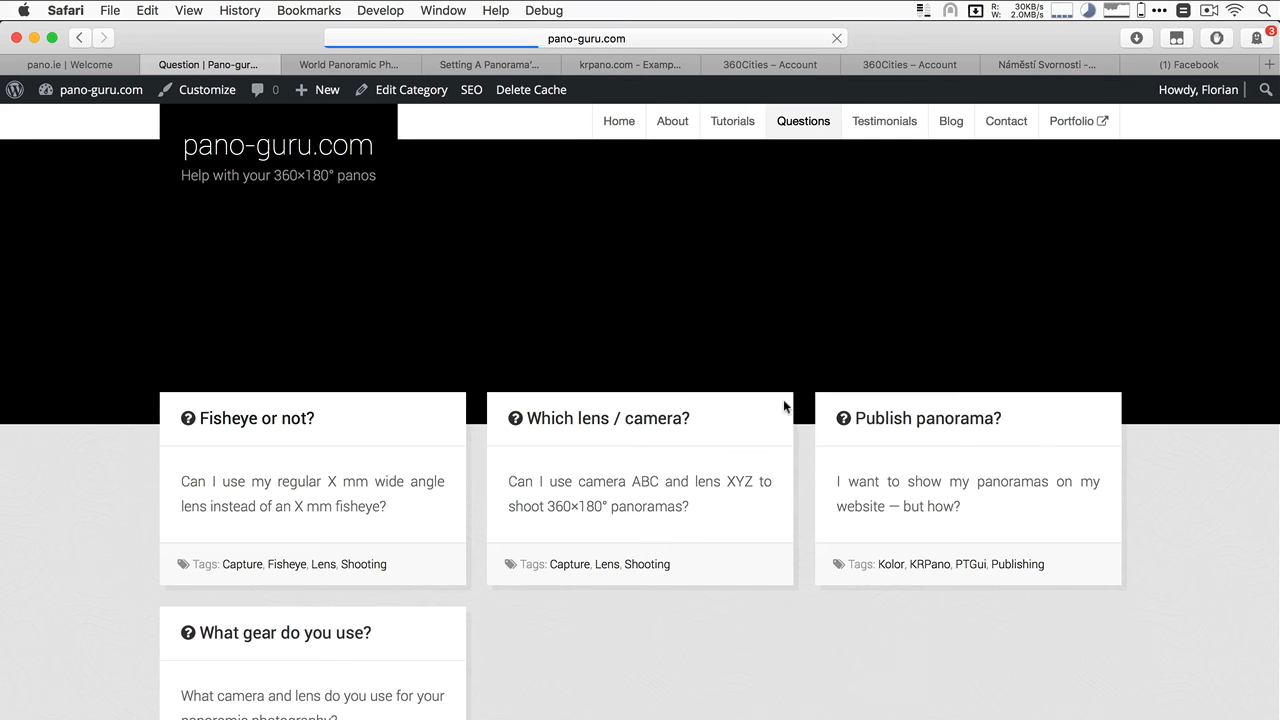 Safari File Edit View History Bookmarks Develop Window Help Debug R: 30KB/s
W: 2.0MB/s
pano-guru.com 3
pano.ie | Welcome Question | Pano-gur... World Panoramic Ph... Setting A Panorama'... krpano.com - Examp... 360Cities – Account 360Cities – Account Náměstí Svornosti -... (1) Facebook
pano-guru.com Customize 0 New Edit Category SEO Delete Cache Howdy, Florian
Home About Tutorials Questions Testimonials Blog Contact Portfolio
pano-guru.com
Help with your 360×180° panos
Fisheye or not?
Can I use my regular X mm wide angle
lens instead of an X mm fisheye?
Tags: Capture, Fisheye, Lens, Shooting
Which lens / camera?
Can I use camera ABC and lens XYZ to
shoot 360×180° panoramas?
Tags: Capture, Lens, Shooting
Publish panorama?
I want to show my panoramas on my
website — but how?
Tags: Kolor, KRPano, PTGui, Publishing
What gear do you use?
What camera and lens do you use for your
panoramic photography?